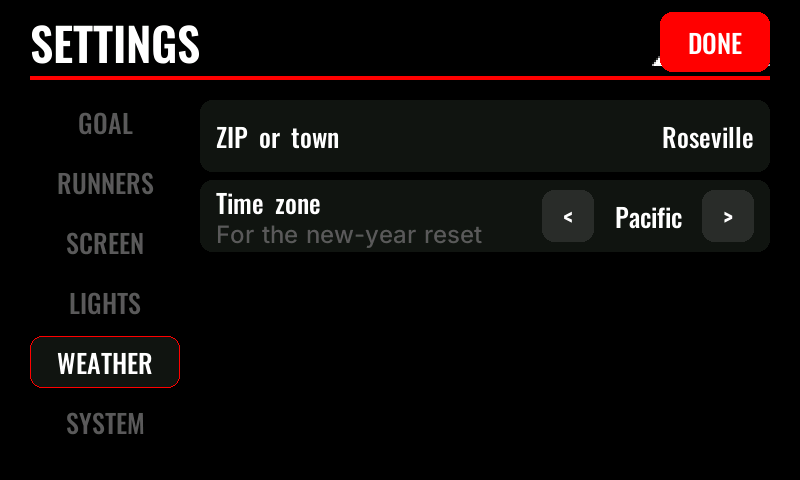 SETTINGS
DONE
GOAL
RUNNERS
SCREEN
LIGHTS
WEATHER
SYSTEM
ZIP or town
Roseville
Time zone
For the new-year reset
< Pacific >